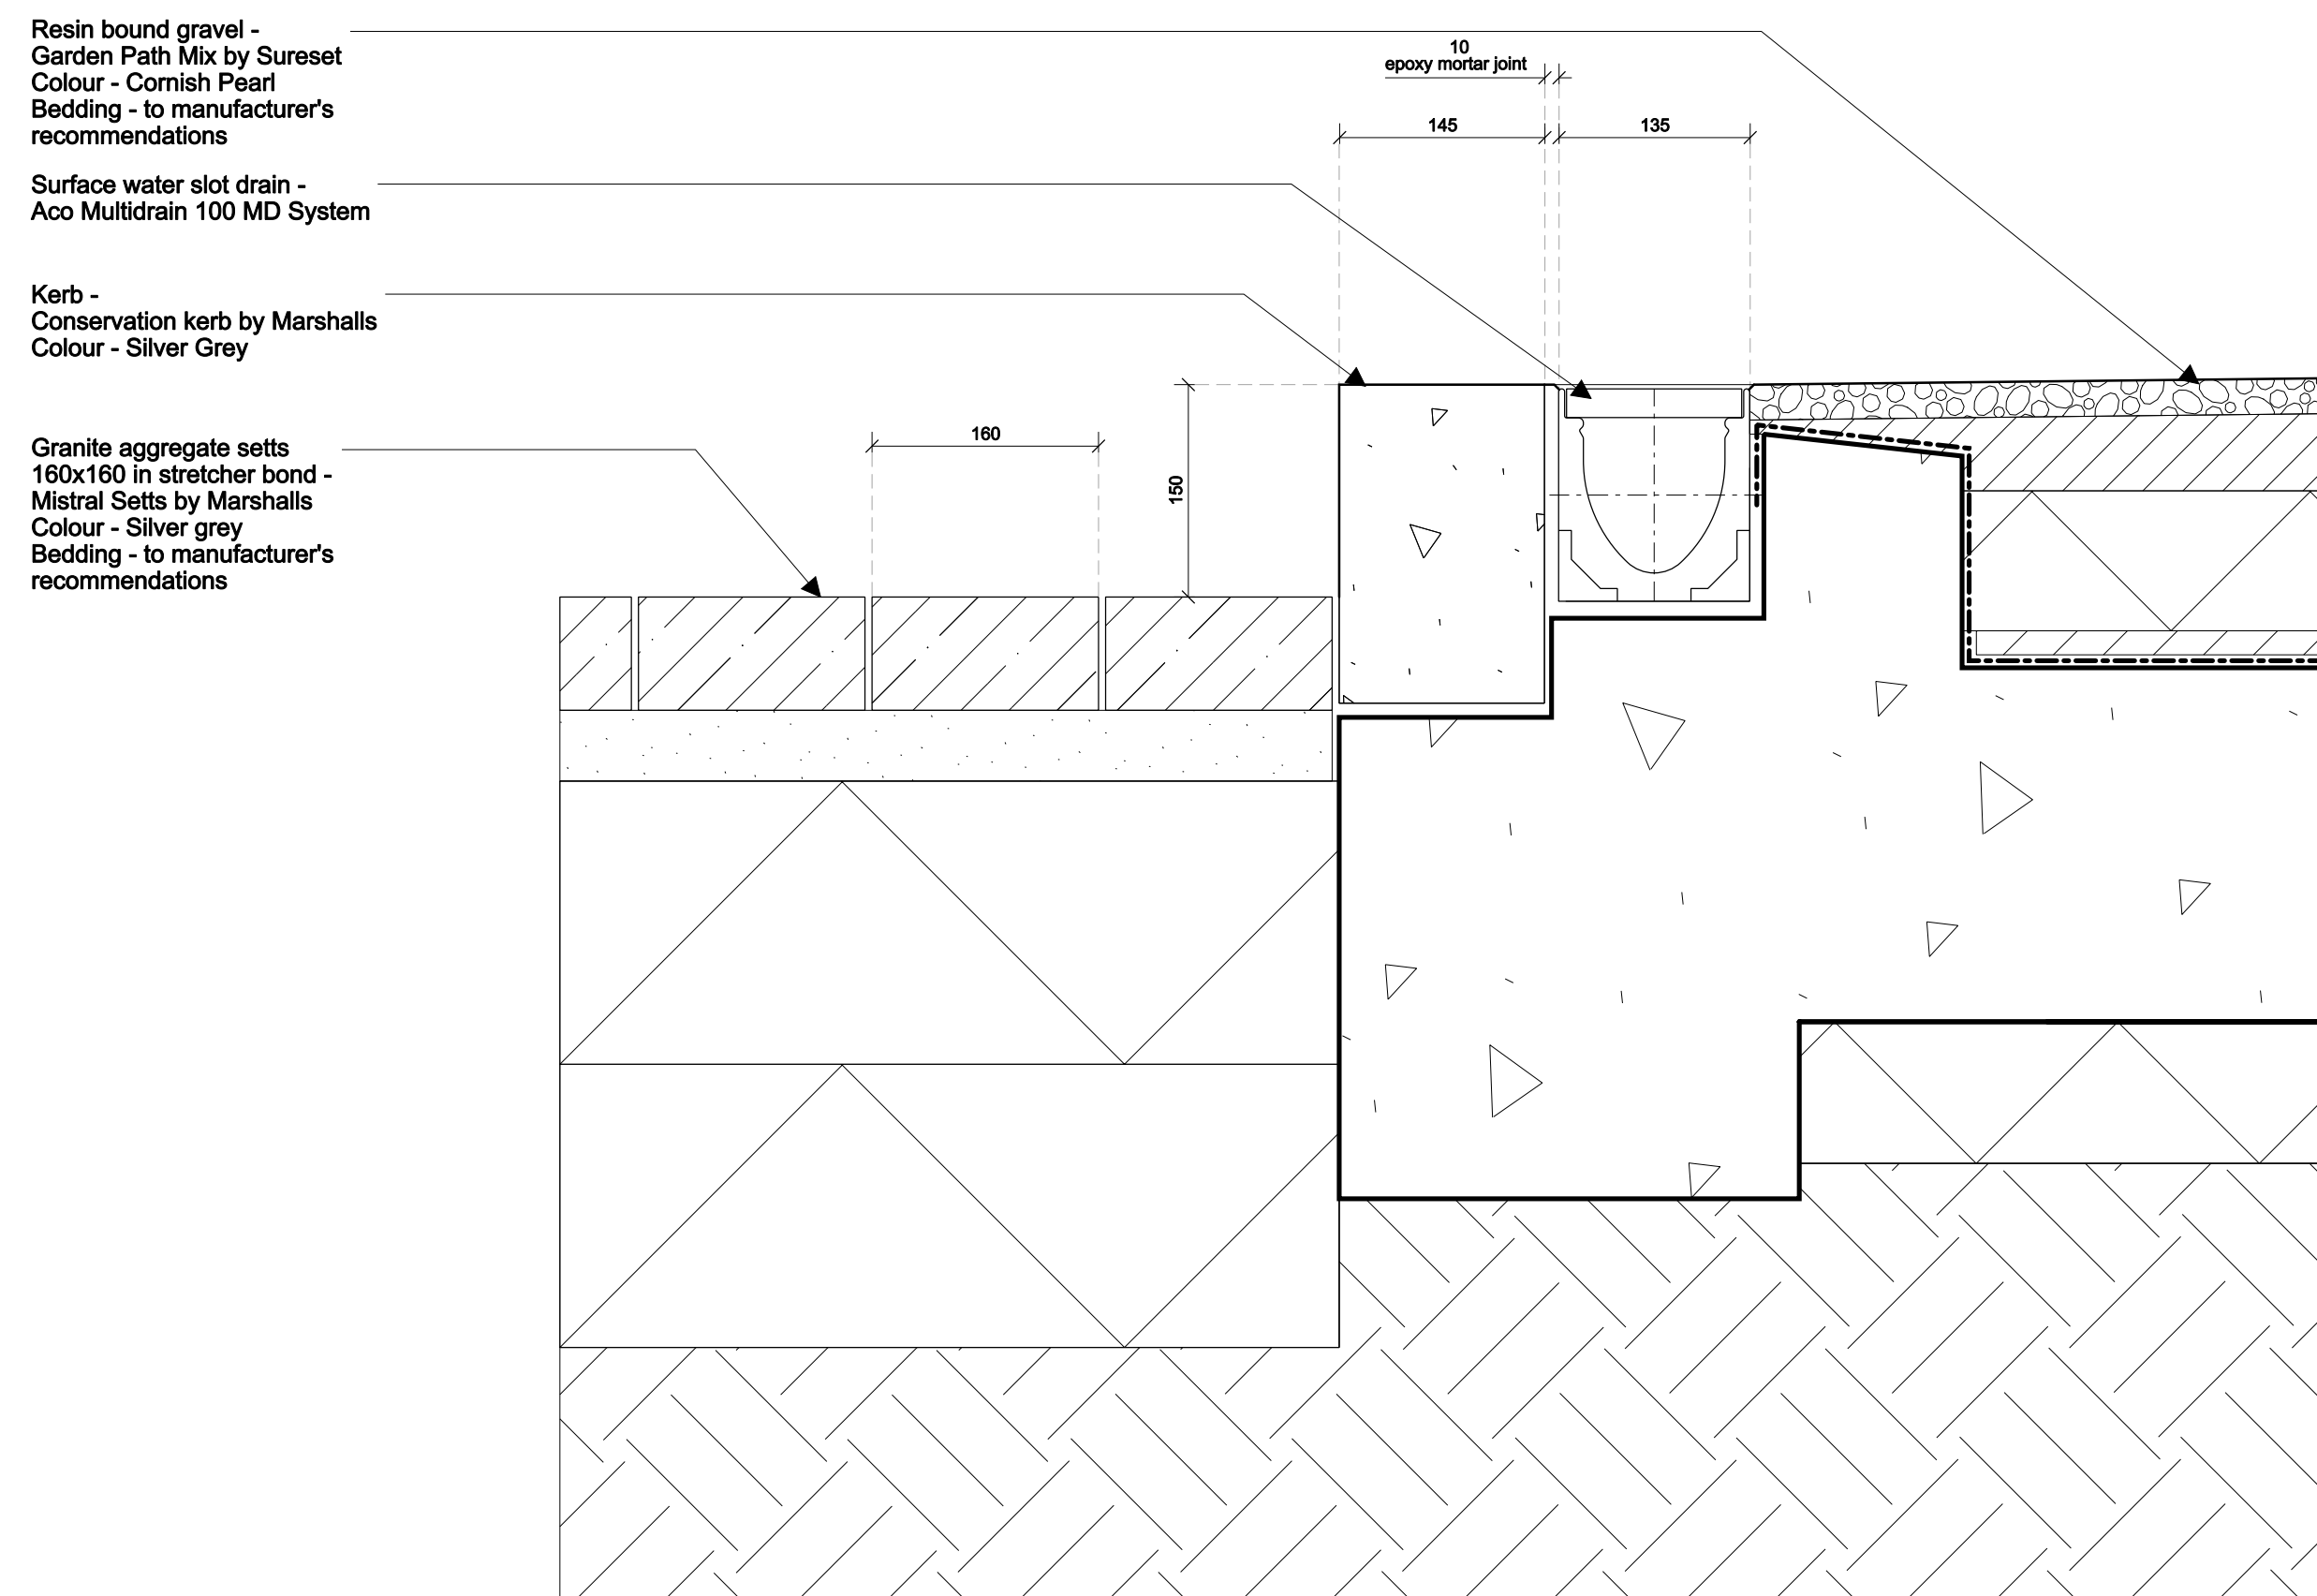 Resin bound gravel -
Garden Path Mix by Sureset
Colour - Cornish Pearl
Bedding - to manufacturer's
recommendations
Surface water slot drain -
Aco Multidrain 100 MD System
Kerb -
Conservation kerb by Marshalls
Colour - Silver Grey
Granite aggregate setts
160x160 in stretcher bond -
Mistral Setts by Marshalls
Colour - Silver grey
Bedding - to manufacturer's
recommendations
10
epoxy mortar joint
145
135
160
150